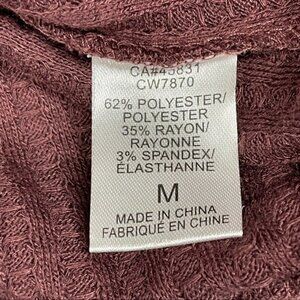 CA#45831
CW7870
62% POLYESTER/
POLYESTER
35% RAYON/
RAYONNE
3% SPANDEX/
ÉLASTHANNE
M
MADE IN CHINA
FABRIQUÉ EN CHINE